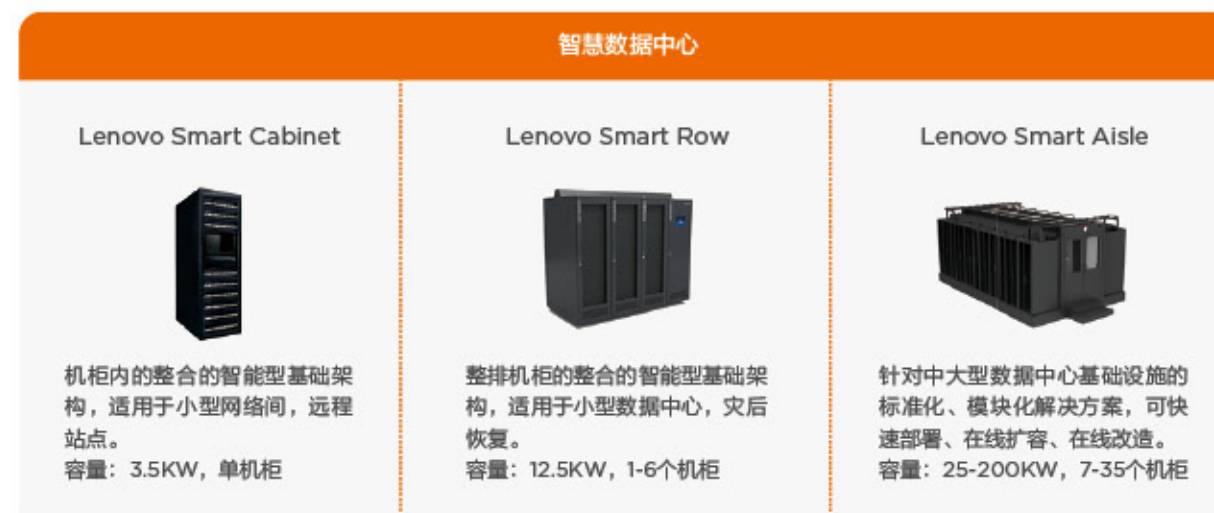 智慧数据中心
Lenovo Smart Cabinet
机柜内的整合的智能型基础架
构，适用于小型网络间，远程
站点。
容量：3.5KW，单机柜
Lenovo Smart Row
整排机柜的整合的智能型基础架
构，适用于小型数据中心，灾后
恢复。
容量：12.5KW，1-6个机柜
Lenovo Smart Aisle
针对中大型数据中心基础设施的
标准化、模块化解决方案，可快
速部署、在线扩容、在线改造。
容量：25-200KW，7-35个机柜